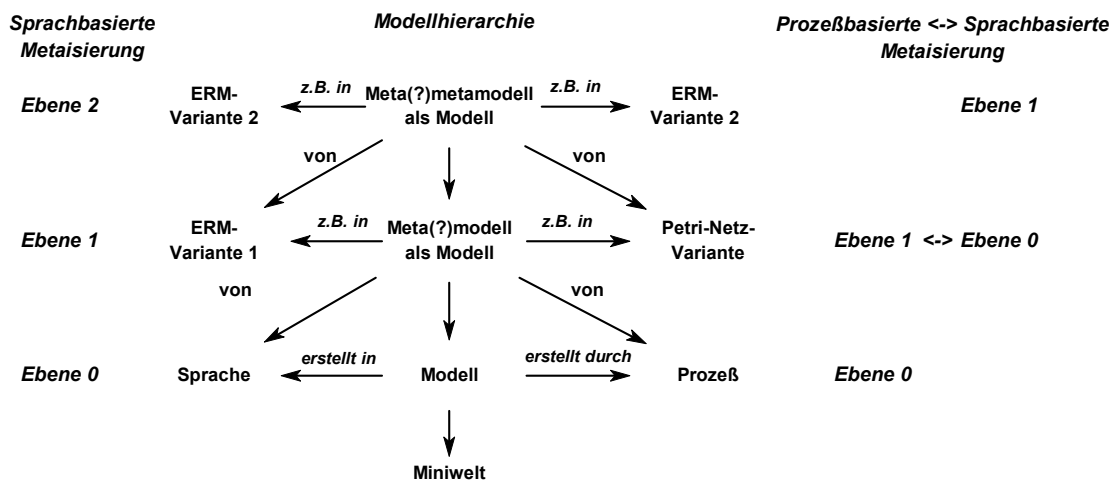 Sprachbasierte
Metaisierung
Modellhierarchie
Prozeßbasierte <-> Sprachbasierte
Metaisierung
Ebene 2
ERM-
Variante 2
z.B. in
Meta(?)metamodell
als Modell
z.B. in
ERM-
Variante 2
Ebene 1
von
von
Ebene 1
ERM-
Variante 1
z.B. in
Meta(?)modell
als Modell
z.B. in
Petri-Netz-
Variante
Ebene 1 <-> Ebene 0
von
von
Ebene 0
Sprache
erstellt in
Modell
erstellt durch
Prozeß
Ebene 0
Miniwelt